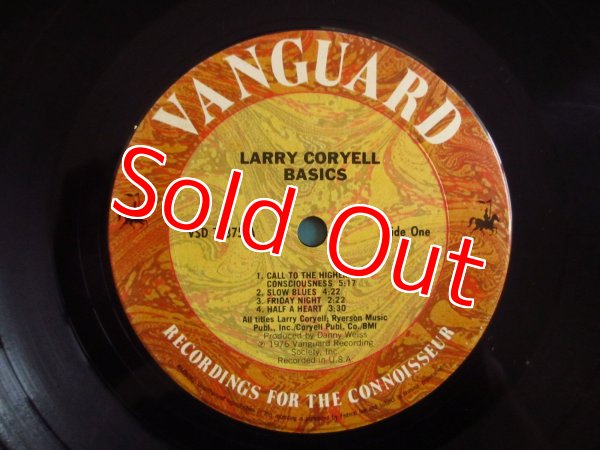 VANGUARD
LARRY CORYELL
BASICS
Sold Out
VSD
Side One
1. CALL TO THE HIGHER
CONSCIOUSNESS 5:17
2. SLOW BLUES 4:22
3. FRIDAY NIGHT 2:22
4. HALF A HEART 3:30
All titles Larry Coryell; Ryerson Music
Publ., Inc./Coryell Publ. Co./BMI
Produced by Danny Weiss
℗ 1976 Vanguard Recording
Society, Inc.
Recorded in U.S.A.
RECORDINGS FOR THE CONNOISSEUR